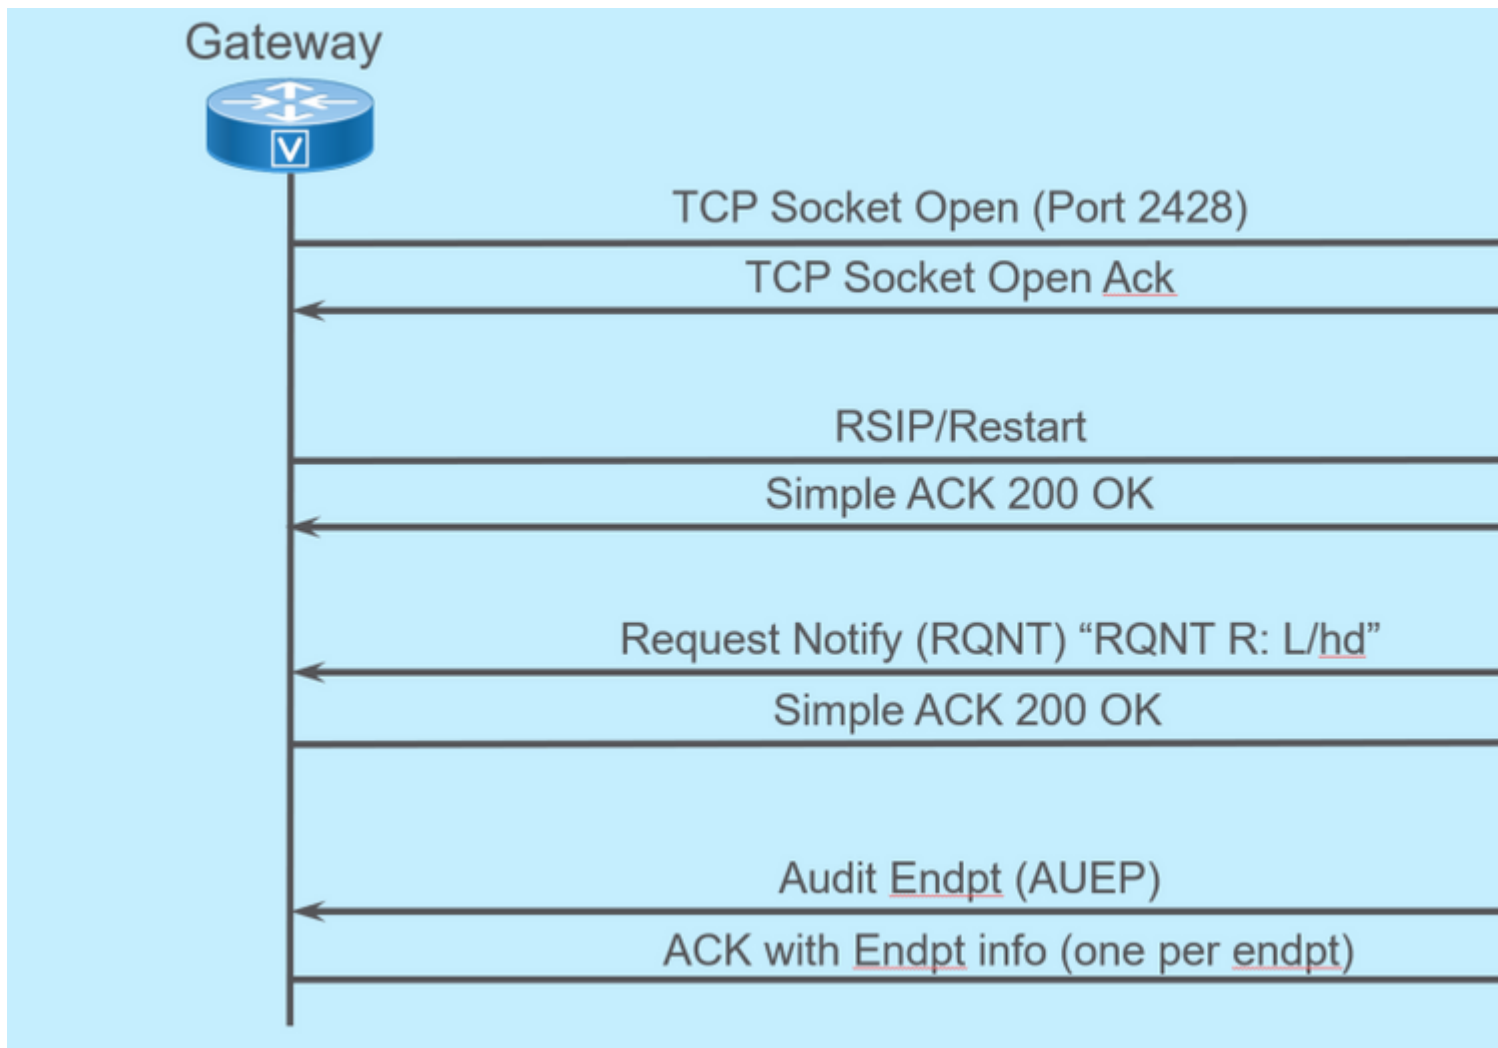 Gateway
V
TCP Socket Open (Port 2428)
TCP Socket Open Ack
RSIP/Restart
Simple ACK 200 OK
Request Notify (RQNT) “RQNT R: L/hd”
Simple ACK 200 OK
Audit Endpt (AUEP)
ACK with Endpt info (one per endpt)